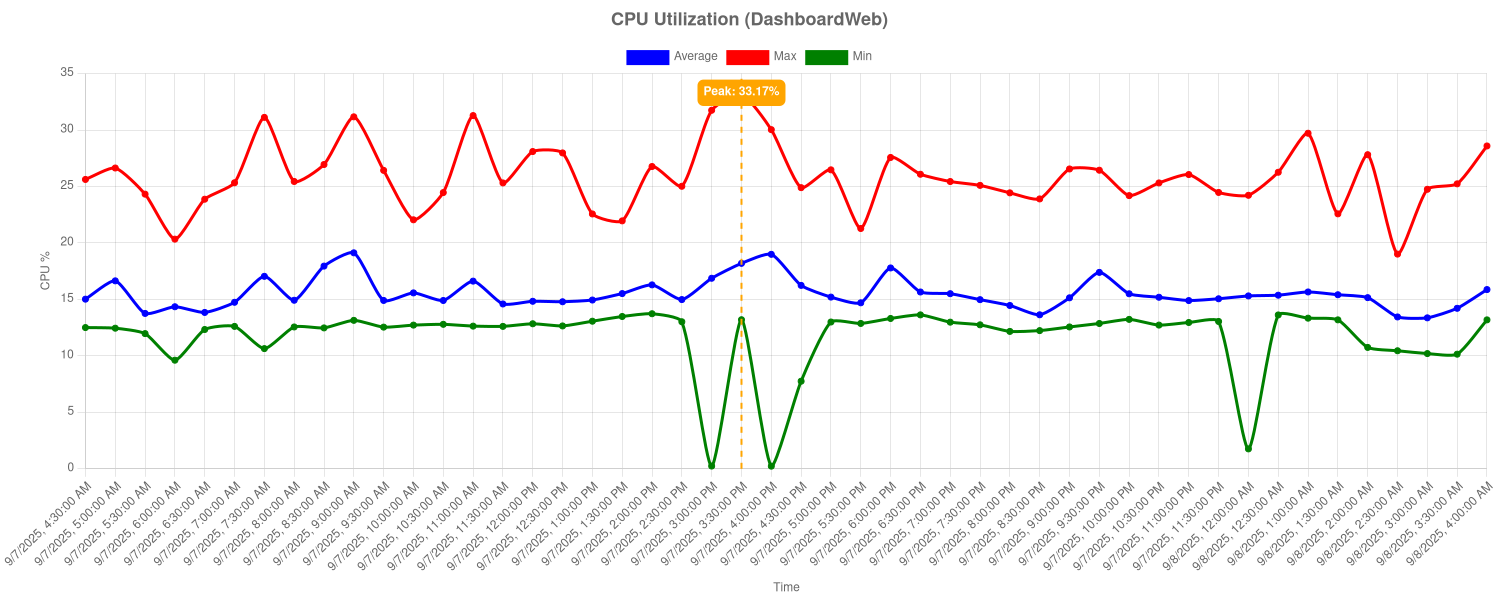 CPU Utilization (DashboardWeb)
Average Max Min
Peak: 33.17%
35
30
25
20
15
10
5
0
CPU %
9/7/2025, 4:30:00 AM
9/7/2025, 5:00:00 AM
9/7/2025, 5:30:00 AM
9/7/2025, 6:00:00 AM
9/7/2025, 6:30:00 AM
9/7/2025, 7:00:00 AM
9/7/2025, 7:30:00 AM
9/7/2025, 8:00:00 AM
9/7/2025, 8:30:00 AM
9/7/2025, 9:00:00 AM
9/7/2025, 9:30:00 AM
9/7/2025, 10:00:00 AM
9/7/2025, 10:30:00 AM
9/7/2025, 11:00:00 AM
9/7/2025, 11:30:00 AM
9/7/2025, 12:00:00 PM
9/7/2025, 12:30:00 PM
9/7/2025, 1:00:00 PM
9/7/2025, 1:30:00 PM
9/7/2025, 2:00:00 PM
9/7/2025, 2:30:00 PM
9/7/2025, 3:00:00 PM
9/7/2025, 3:30:00 PM
9/7/2025, 4:00:00 PM
9/7/2025, 4:30:00 PM
9/7/2025, 5:00:00 PM
9/7/2025, 5:30:00 PM
9/7/2025, 6:00:00 PM
9/7/2025, 6:30:00 PM
9/7/2025, 7:00:00 PM
9/7/2025, 7:30:00 PM
9/7/2025, 8:00:00 PM
9/7/2025, 8:30:00 PM
9/7/2025, 9:00:00 PM
9/7/2025, 9:30:00 PM
9/7/2025, 10:00:00 PM
9/7/2025, 10:30:00 PM
9/7/2025, 11:00:00 PM
9/7/2025, 11:30:00 PM
9/8/2025, 12:00:00 AM
9/8/2025, 12:30:00 AM
9/8/2025, 1:00:00 AM
9/8/2025, 1:30:00 AM
9/8/2025, 2:00:00 AM
9/8/2025, 2:30:00 AM
9/8/2025, 3:00:00 AM
9/8/2025, 3:30:00 AM
9/8/2025, 4:00:00 AM
Time